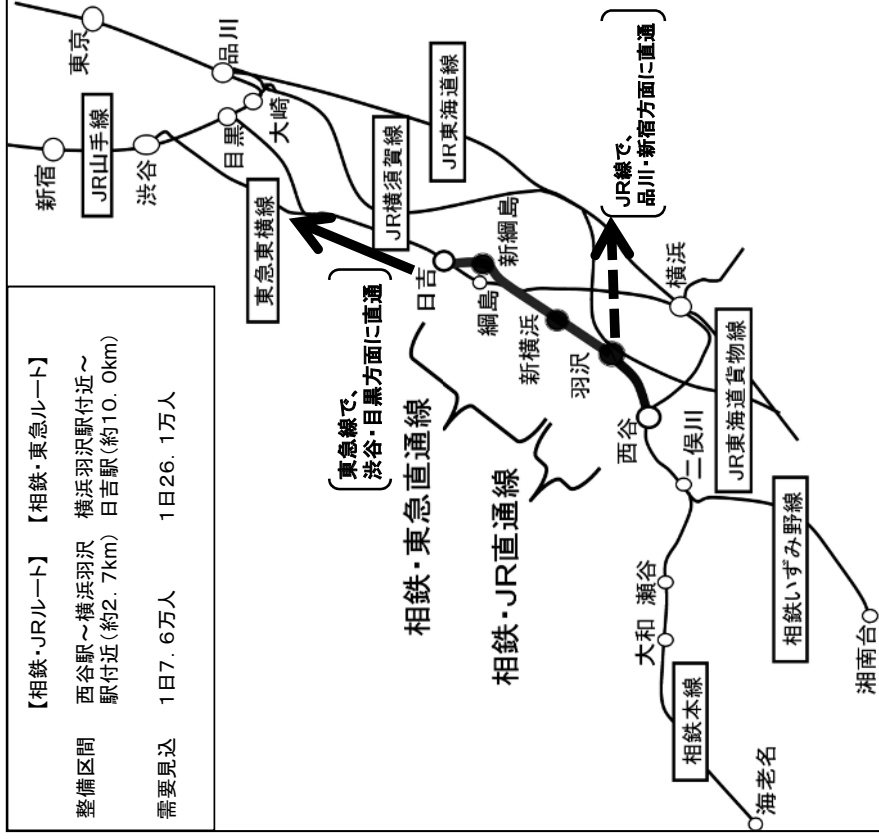 【相鉄・JRルート】 【相鉄・東急ルート】
整備区間 西谷駅～横浜羽沢 横浜羽沢駅付近～
駅付近(約2．7km) 日吉駅(約10．0km)
需要見込 1日7．6万人 1日26．1万人
東京
新宿
JR山手線
品川
渋谷
目黒
大崎
JR東海道線
東急東横線
JR横須賀線
JR線で、
品川・新宿方面に直通
東急線で、
渋谷・目黒方面に直通
日吉
新綱島
綱島
新横浜
横浜
羽沢
相鉄・東急直通線
相鉄・JR直通線
西谷
二俣川
JR東海道貨物線
大和
瀬谷
相鉄いずみ野線
相鉄本線
湘南台
海老名